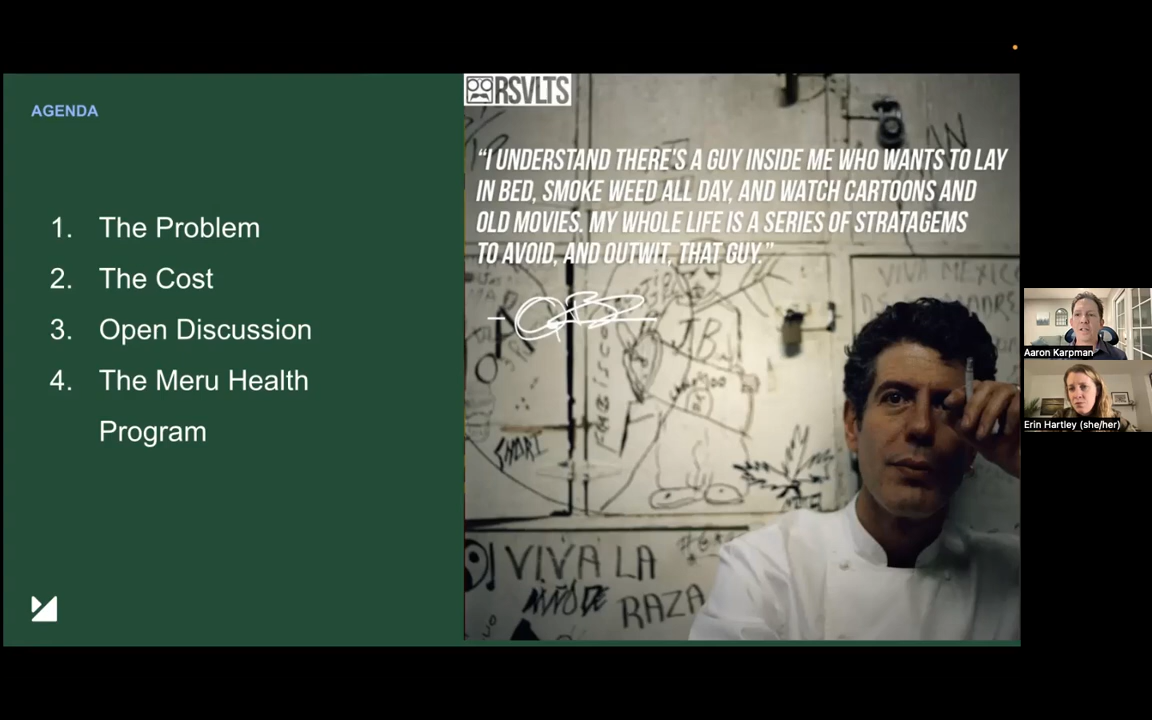 AGENDA
1. The Problem
2. The Cost
3. Open Discussion
4. The Meru Health
Program
RSVLTS
“I UNDERSTAND THERE'S A GUY INSIDE ME WHO WANTS TO LAY
IN BED, SMOKE WEED ALL DAY, AND WATCH CARTOONS AND
OLD MOVIES. MY WHOLE LIFE IS A SERIES OF STRATAGEMS
TO AVOID, AND OUTWIT, THAT GUY.”
AN
VIVA MEXICO
JB
VIVA LA
RAZA
Aaron Karpman
Erin Hartley (she/her)